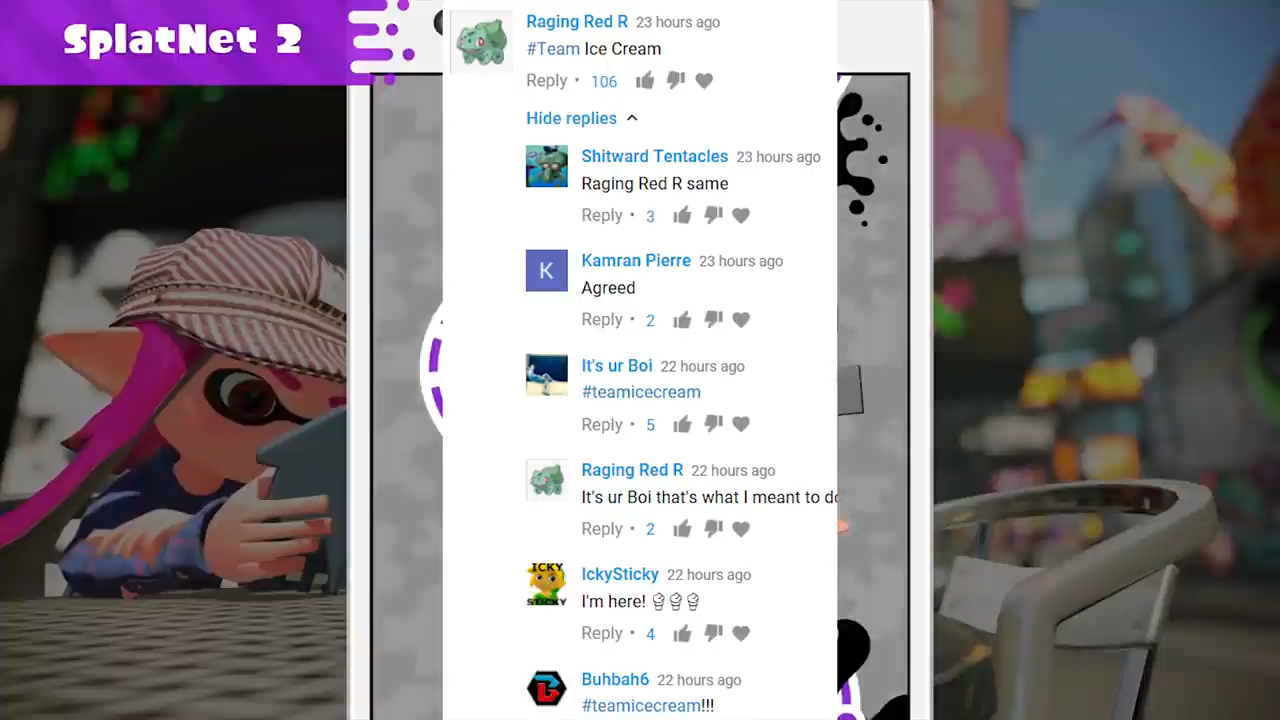 SplatNet 2
Raging Red R 23 hours ago
#Team Ice Cream
Reply • 106
Hide replies
Shitward Tentacles 23 hours ago
Raging Red R same
Reply • 3
K
Kamran Pierre 23 hours ago
Agreed
Reply • 2
It's ur Boi 22 hours ago
#teamicecream
Reply • 5
Raging Red R 22 hours ago
It's ur Boi that's what I meant to do
Reply • 2
ICKY
STICKY
IckySticky 22 hours ago
I'm here! 🍦🍦🍦
Reply • 4
Buhbah6 22 hours ago
#teamicecream!!!